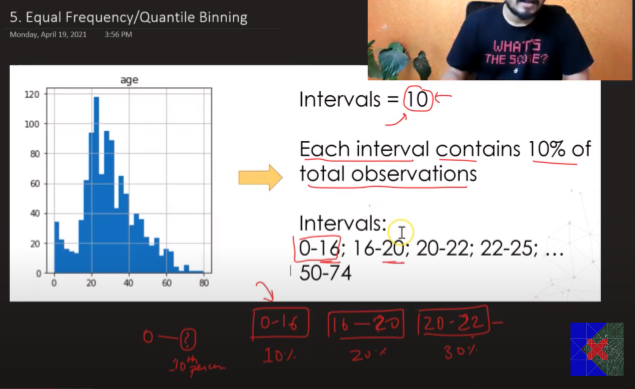 5. Equal Frequency/Quantile Binning
Monday, April 19, 2021 3:56 PM
WHAT'S
THE SCORE?
age
120
100
80
60
40
20
0
0 20 40 60 80
Intervals = 10
Each interval contains 10% of
total observations
Intervals:
0-16; 16-20; 20-22; 22-25; ...
50-74
0-16 16-20 20-22
0
10% 20% 30%